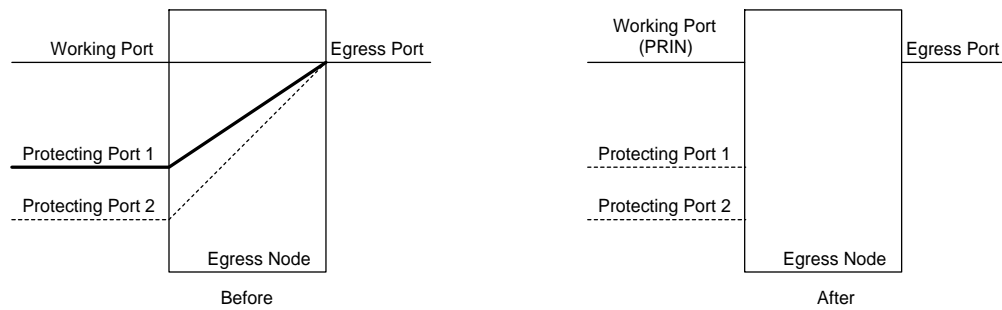 Working Port
Egress Port
Protecting Port 1
Protecting Port 2
Egress Node
Before
Working Port
(PRIN)
Egress Port
Protecting Port 1
Protecting Port 2
Egress Node
After